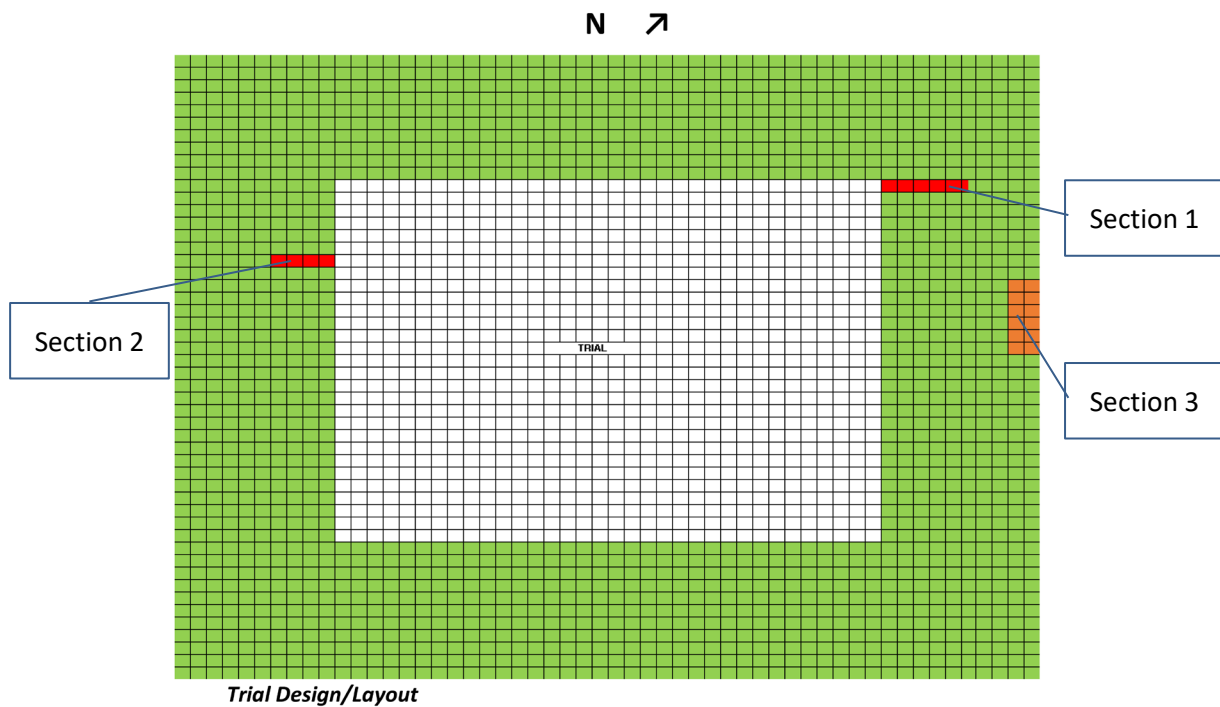 N ↗
Section 1
Section 2
TRIAL
Section 3
Trial Design/Layout